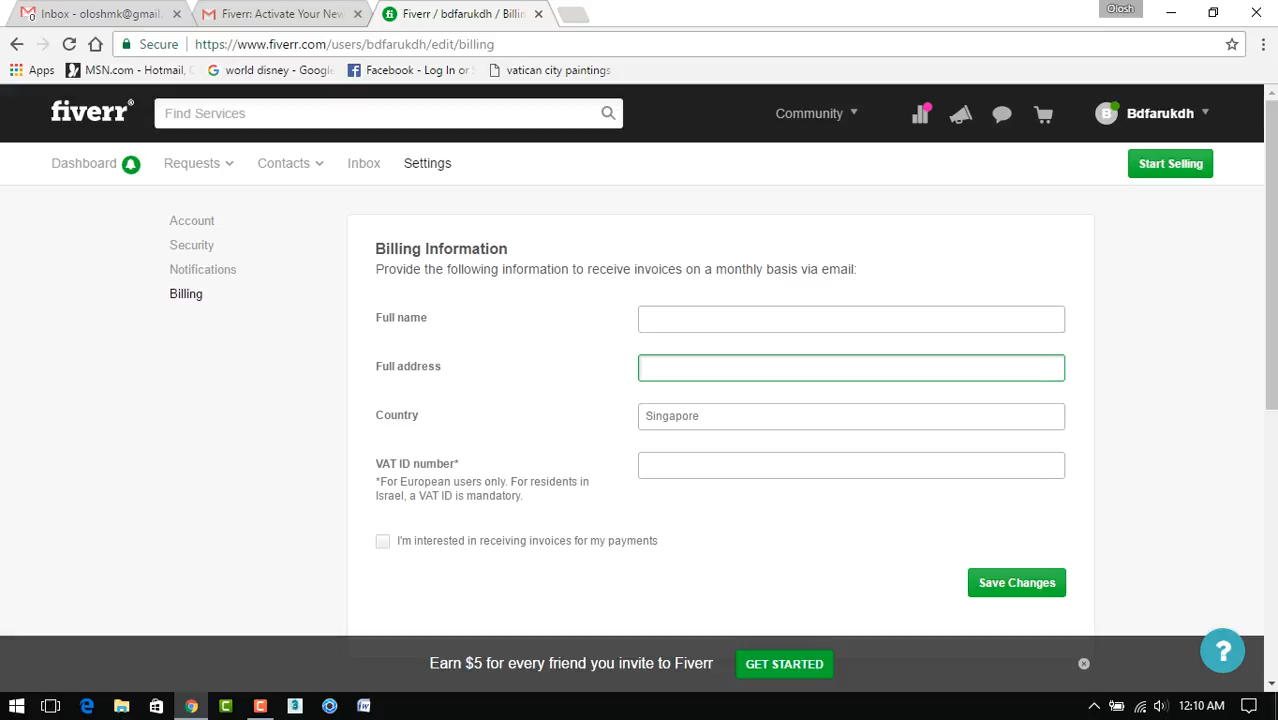 Inbox - oloshmk@gmail.
Fiverr: Activate Your New
Fiverr / bdfarukdh / Billin
Olosh
Secure
https://www.fiverr.com/users/bdfarukdh/edit/billing
Apps
MSN.com - Hotmail, O
world disney - Google
Facebook - Log In or S
vatican city paintings
fiverr®
Find Services
Community
B
Bdfarukdh
Dashboard
Requests
Contacts
Inbox
Settings
Start Selling
Account
Security
Notifications
Billing
Billing Information
Provide the following information to receive invoices on a monthly basis via email:
Full name
Full address
Country
Singapore
VAT ID number*
*For European users only. For residents in
Israel, a VAT ID is mandatory.
I'm interested in receiving invoices for my payments
Save Changes
Earn $5 for every friend you invite to Fiverr
GET STARTED
?
12:10 AM